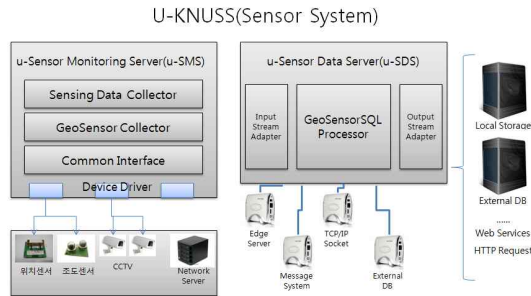 U-KNUSS(Sensor System)
u-Sensor Monitoring Server(u-SMS)
Sensing Data Collector
GeoSensor Collector
Common Interface
Device Driver
위치센서
조도센서
CCTV
Network
Server
u-Sensor Data Server(u-SDS)
Input
Stream
Adapter
GeoSensorSQL
Processor
Output
Stream
Adapter
Edge
Server
Message
System
TCP/IP
Socket
External
DB
Local Storage
External DB
......
Web Services
HTTP Request